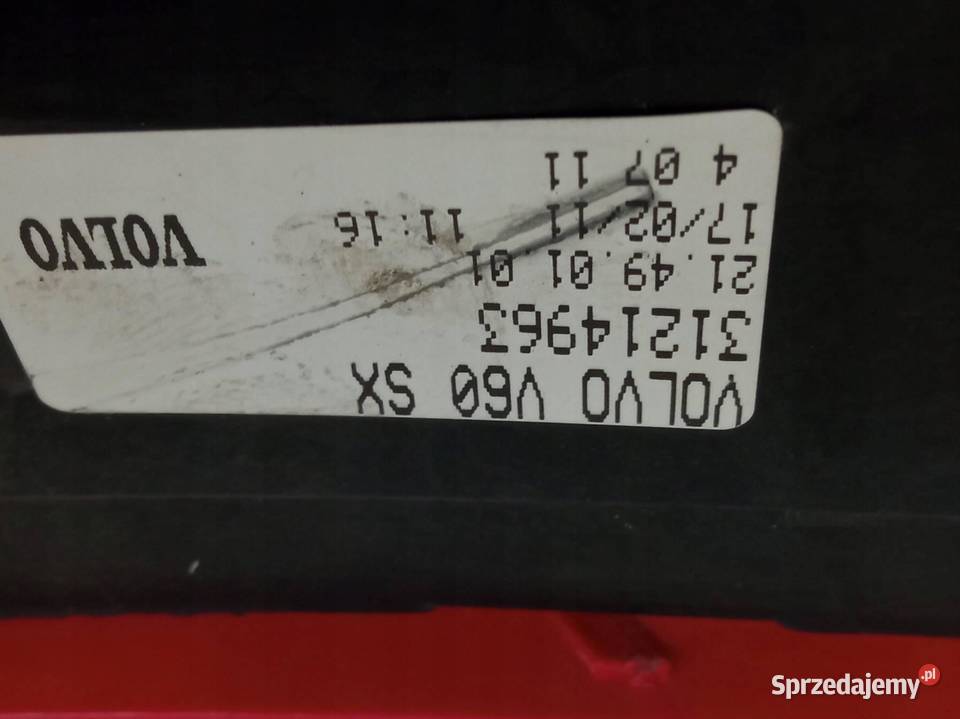 VOLVO V60 SX
31214963
21.49.01.01
17/02/11 11:16
VOLVO
4 07 11
Sprzedajemy.pl